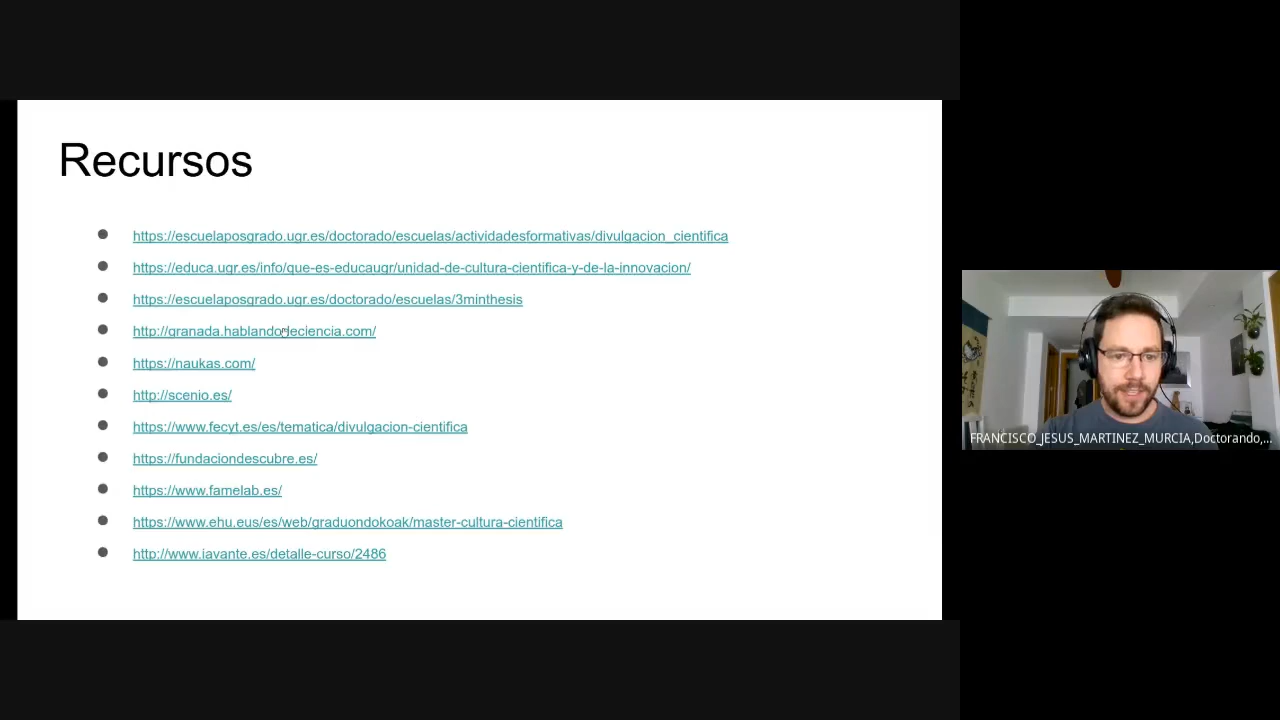 Recursos
https://escuelaposgrado.ugr.es/doctorado/escuelas/actividadesformativas/divulgacion_cientifica
https://educa.ugr.es/info/que-es-educaugr/unidad-de-cultura-cientifica-y-de-la-innovacion/
https://escuelaposgrado.ugr.es/doctorado/escuelas/3minthesis
http://granada.hablandodeciencia.com/
https://naukas.com/
http://scenio.es/
https://www.fecyt.es/es/tematica/divulgacion-cientifica
https://fundaciondescubre.es/
https://www.famelab.es/
https://www.ehu.eus/es/web/graduondokoak/master-cultura-cientifica
http://www.iavante.es/detalle-curso/2486
FRANCISCO_JESUS_MARTINEZ_MURCIA,Doctorando,...